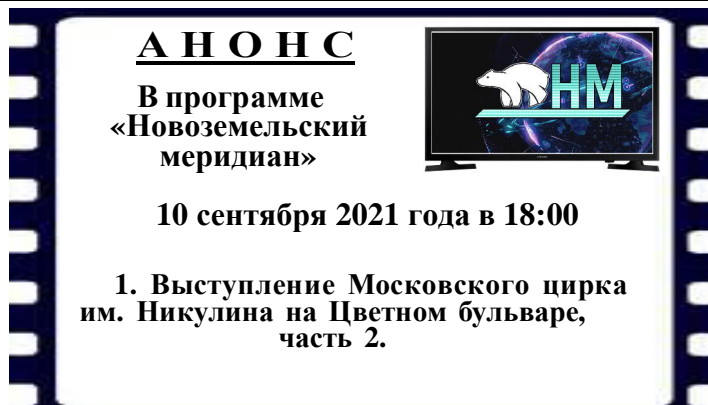 А Н О Н С
В программе
«Новоземельский
меридиан»
НМ
10 сентября 2021 года в 18:00
1. Выступление Московского цирка
им. Никулина на Цветном бульваре,
часть 2.